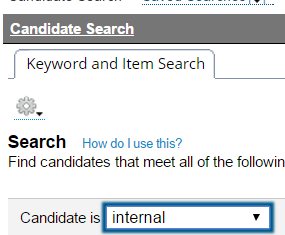 Candidate Search
Keyword and Item Search
Search How do I use this?
Find candidates that meet all of the followin
Candidate is internal